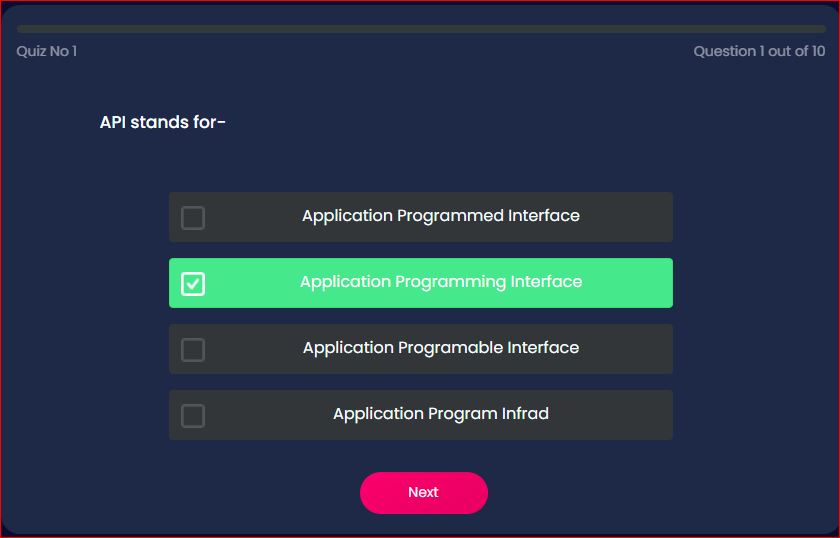 Quiz No 1
Question 1 out of 10
API stands for-
Application Programmed Interface
Application Programming Interface
Application Programable Interface
Application Program Infrad
Next